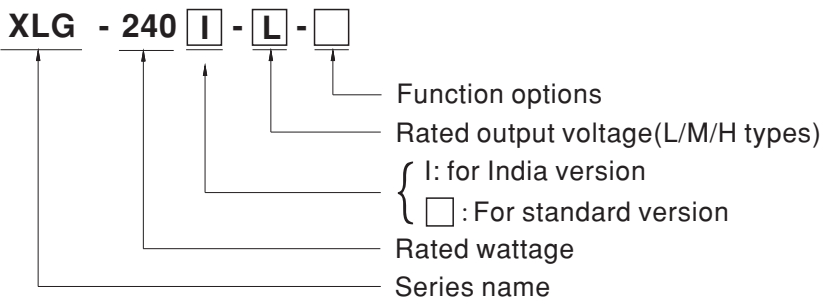 XLG - 240 I - L - □
Function options
Rated output voltage(L/M/H types)
I: for India version
□ : For standard version
Rated wattage
Series name